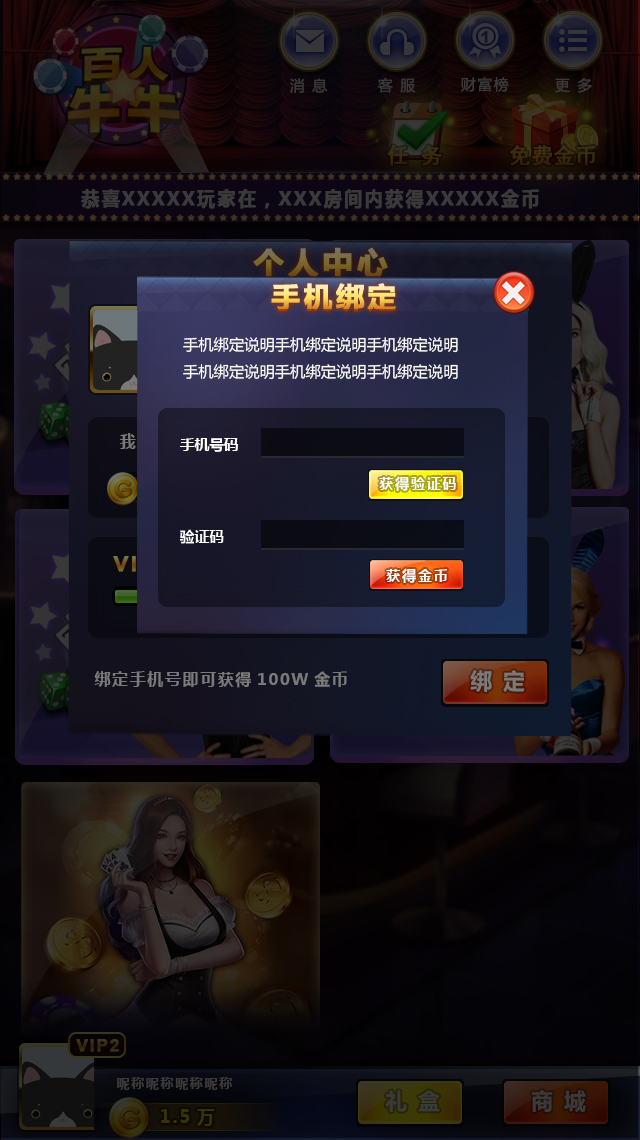 百人
牛牛
消息
客服
财富榜
更多
任务
免费金币
恭喜XXXXX玩家在，XXX房间内获得XXXXX金币
个人中心
手机绑定
手机绑定说明手机绑定说明手机绑定说明
手机绑定说明手机绑定说明手机绑定说明
我
手机号码
获得验证码
验证码
VI
获得金币
绑定手机号即可获得 100W 金币
绑 定
VIP2
昵称昵称昵称昵称
1.5 万
礼 盒
商 城